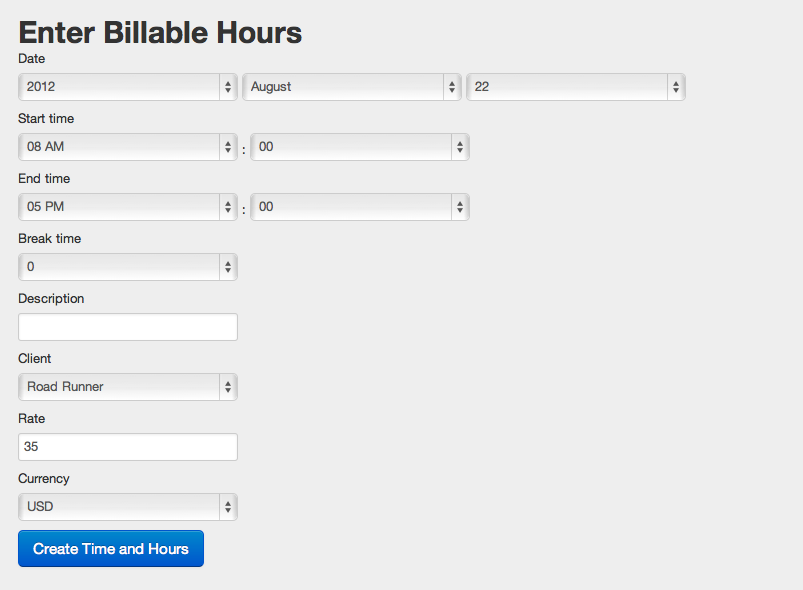 Enter Billable Hours
Date
2012 August 22
Start time
08 AM : 00
End time
05 PM : 00
Break time
0
Description
Client
Road Runner
Rate
35
Currency
USD
Create Time and Hours